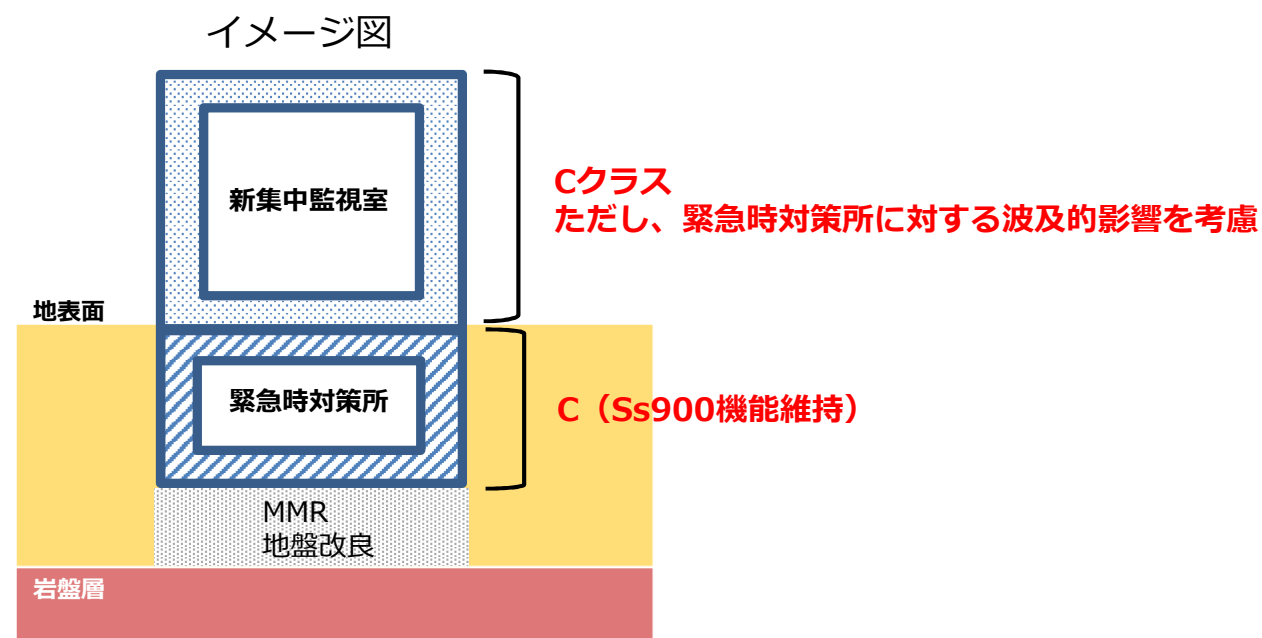 イメージ図
新集中監視室
Cクラス
ただし、緊急時対策所に対する波及的影響を考慮
地表面
緊急時対策所
C（Ss900機能維持）
MMR
地盤改良
岩盤層